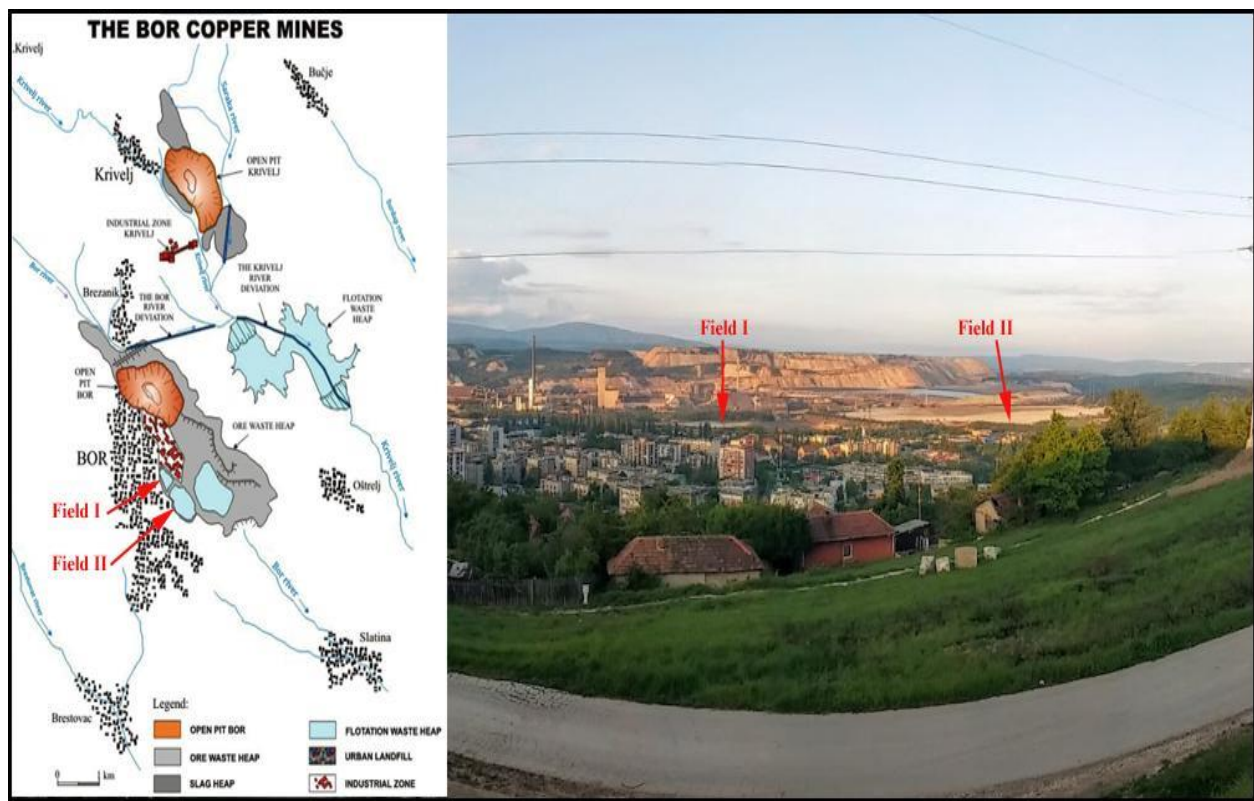 THE BOR COPPER MINES
Krivelj
Bučje
Krivelj river
Saraka river
Krivelj
OPEN PIT
KRIVELJ
INDUSTRIAL ZONE
KRIVELJ
river
Bor river
Brezanik
THE BOR
RIVER
DEVIATION
THE KRIVELJ
RIVER
DEVIATION
FLOTATION
WASTE
HEAP
OPEN
PIT
BOR
ORE WASTE HEAP
BOR
Krivelj river
Oštrelj
Field I
Field II
Bor river
river
Slatina
Brestovac
Legend:
OPEN PIT BOR
FLOTATION WASTE HEAP
ORE WASTE HEAP
URBAN LANDFILL
SLAG HEAP
INDUSTRIAL ZONE
0 km
Field I
Field II